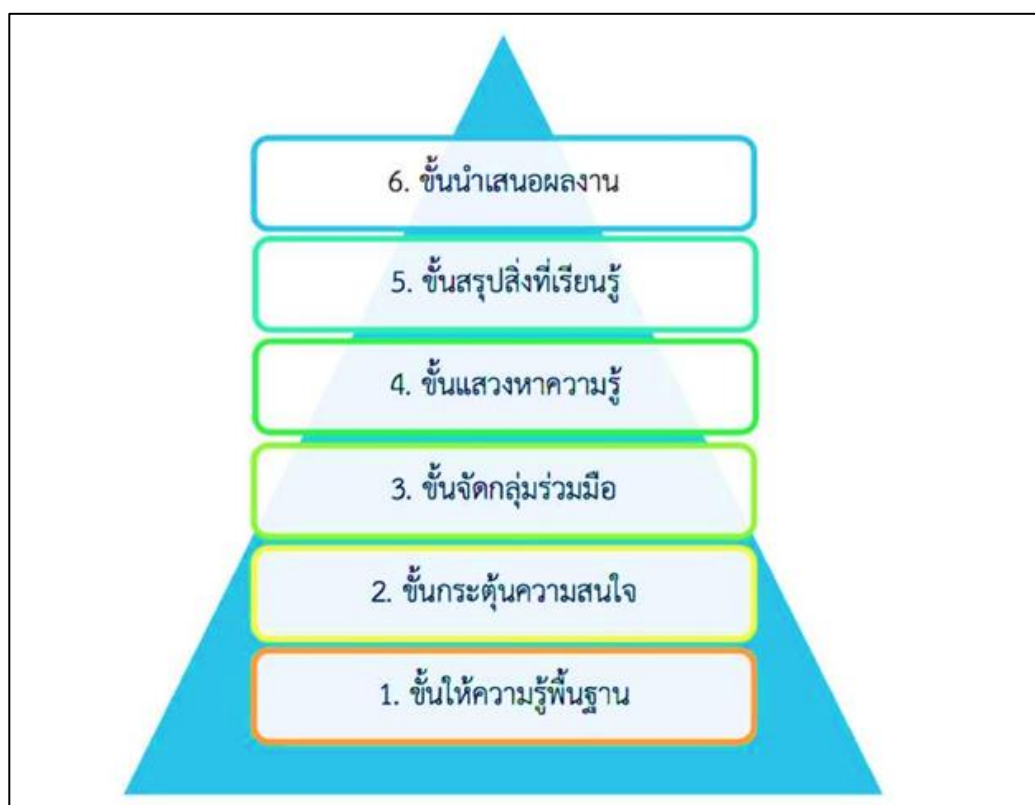 6. ขั้นนำเสนอผลงาน
5. ขั้นสรุปสิ่งที่เรียนรู้
4. ขั้นแสวงหาความรู้
3. ขั้นจัดกลุ่มร่วมมือ
2. ขั้นกระตุ้นความสนใจ
1. ขั้นให้ความรู้พื้นฐาน